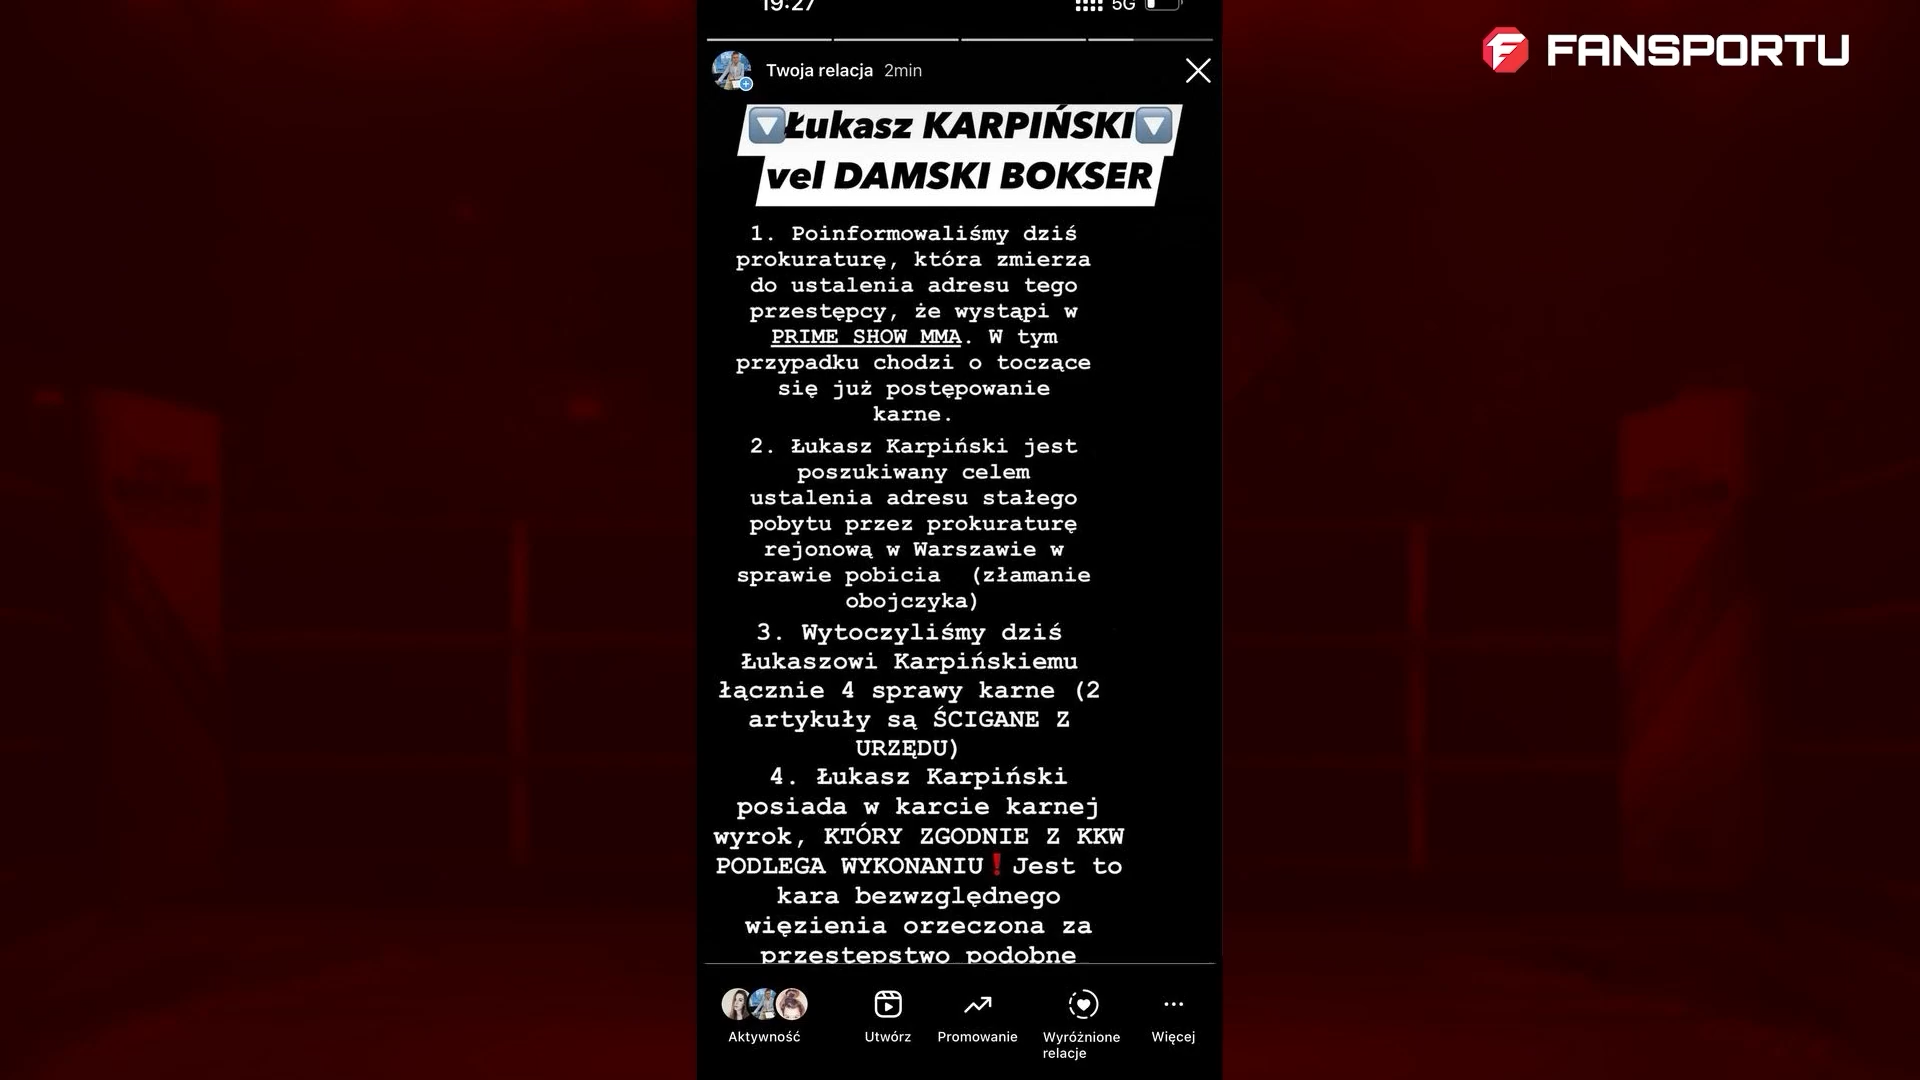 19:27
5G
FANSPORTU
Twoja relacja 2min
Łukasz KARPIŃSKI
vel DAMSKI BOKSER
1. Poinformowaliśmy dziś
prokuraturę, która zmierza
do ustalenia adresu tego
przestępcy, że wystąpi w
PRIME SHOW MMA. W tym
przypadku chodzi o toczące
się już postępowanie
karne.
2. Łukasz Karpiński jest
poszukiwany celem
ustalenia adresu stałego
pobytu przez prokuraturę
rejonową w Warszawie w
sprawie pobicia (złamanie
obojczyka)
3. Wytoczyliśmy dziś
Łukaszowi Karpińskiemu
łącznie 4 sprawy karne (2
artykuły są ŚCIGANE Z
URZĘDU)
4. Łukasz Karpiński
posiada w karcie karnej
wyrok, KTÓRY ZGODNIE Z KKW
PODLEGA WYKONANIU❗Jest to
kara bezwzględnego
więzienia orzeczona za
przestępstwo podobne
Aktywność
Utwórz
Promowanie
Wyróżnione
relacje
Więcej